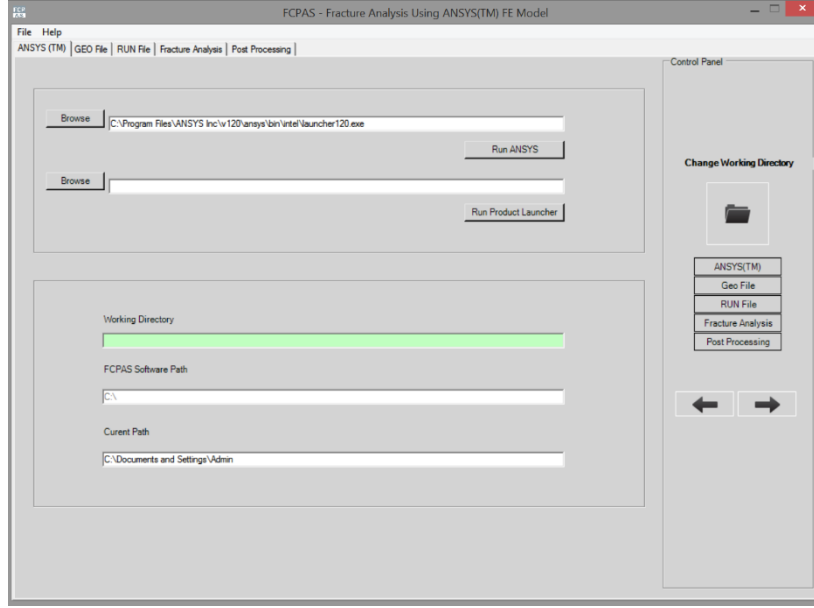 FCP AS
FCPAS - Fracture Analysis Using ANSYS(TM) FE Model
File Help
ANSYS (TM) GEO File RUN File Fracture Analysis Post Processing
Control Panel
Browse C:\Program Files\ANSYS Inc\v120\ansys\bin\intel\launcher120.exe
Run ANSYS
Browse
Run Product Launcher
Change Working Directory
ANSYS(TM)
Geo File
RUN File
Fracture Analysis
Post Processing
Working Directory
FCPAS Software Path
C:\
Curent Path
C:\Documents and Settings\Admin